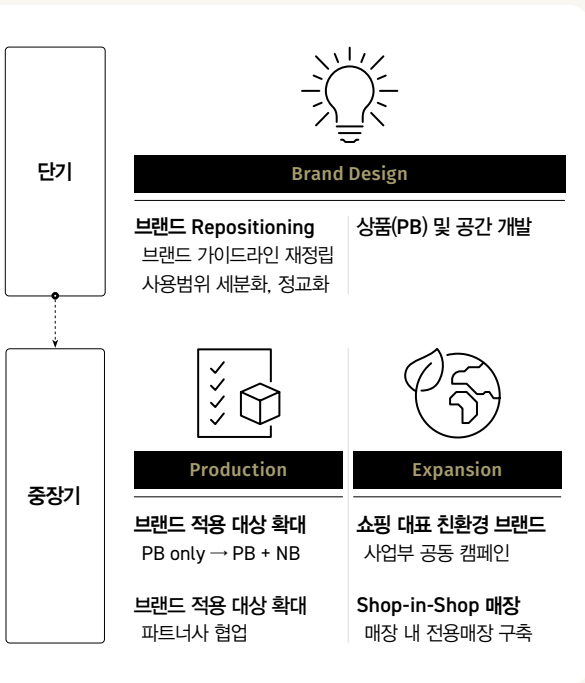 단기
Brand Design
브랜드 Repositioning
브랜드 가이드라인 재정립
사용범위 세분화, 정교화
상품(PB) 및 공간 개발
중장기
Production
브랜드 적용 대상 확대
PB only → PB + NB
브랜드 적용 대상 확대
파트너사 협업
Expansion
쇼핑 대표 친환경 브랜드
사업부 공동 캠페인
Shop-in-Shop 매장
매장 내 전용매장 구축